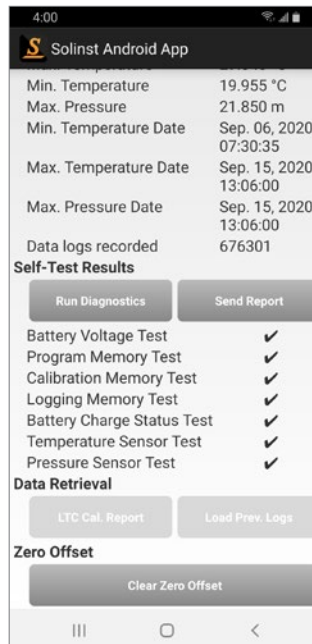 4:00
Solinst Android App
Min. Temperature 19.955 °C
Max. Pressure 21.850 m
Min. Temperature Date Sep. 06, 2020
07:30:35
Max. Temperature Date Sep. 15, 2020
13:06:00
Max. Pressure Date Sep. 15, 2020
13:06:00
Data logs recorded 676301
Self-Test Results
Run Diagnostics Send Report
Battery Voltage Test ✔
Program Memory Test ✔
Calibration Memory Test ✔
Logging Memory Test ✔
Battery Charge Status Test ✔
Temperature Sensor Test ✔
Pressure Sensor Test ✔
Data Retrieval
LTC Cal. Report Load Prev. Logs
Zero Offset
Clear Zero Offset